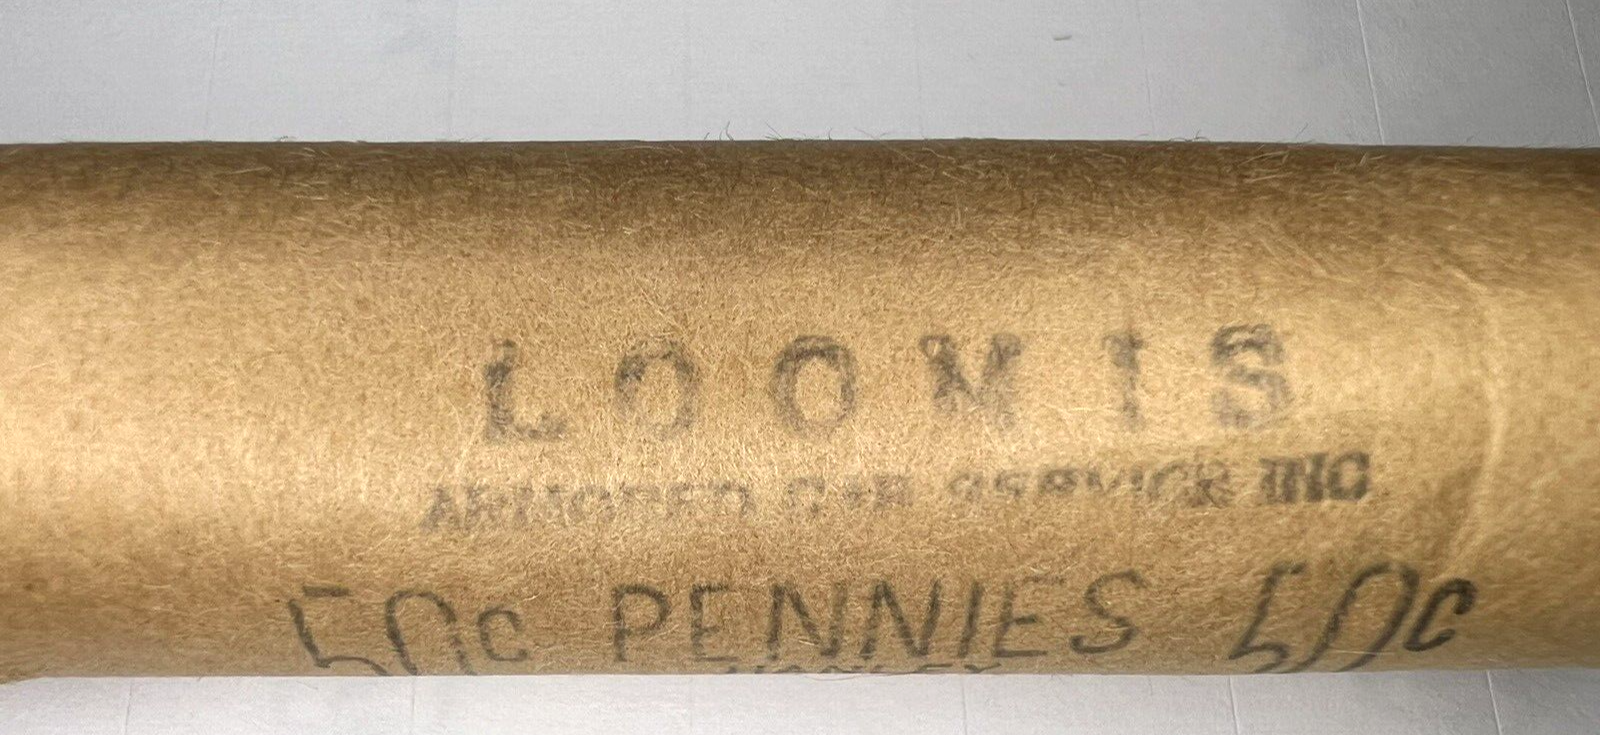 LOOMIS
ARMORED CAR SERVICE INC
50c PENNIES 50c